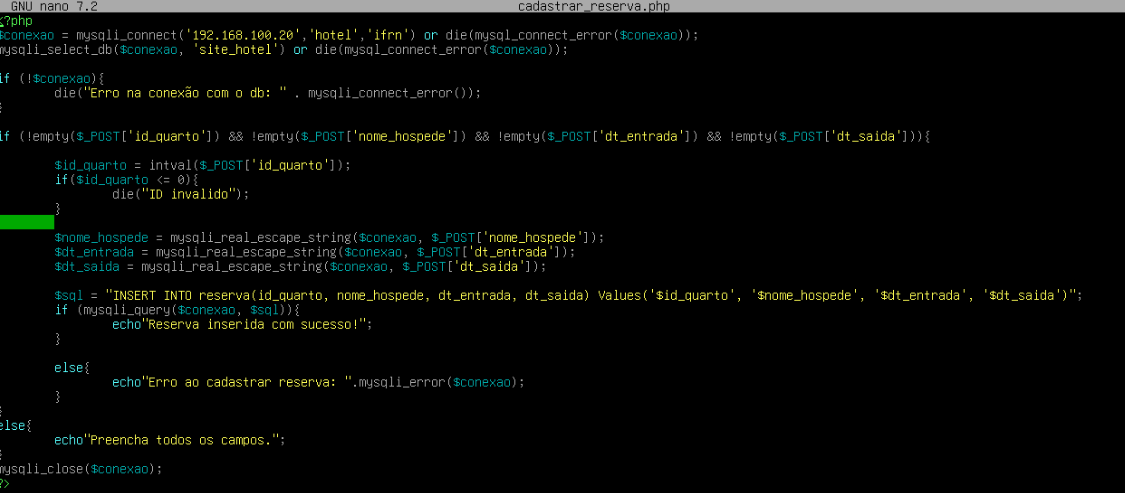 GNU nano 7.2 cadastrar_reserva.php
<?php
$conexao = mysqli_connect('192.168.100.20','hotel','ifrn') or die(mysql_connect_error($conexao));
mysqli_select_db($conexao, 'site_hotel') or die(mysqli_connect_error($conexao));
if (!$conexao){
die("Erro na conexão com o db: " . mysqli_connect_error());
}
if (!empty($_POST['id_quarto']) && !empty($_POST['nome_hospede']) && !empty($_POST['dt_entrada']) && !empty($_POST['dt_saida'])){
$id_quarto = intval($_POST['id_quarto']);
if($id_quarto <= 0){
die("ID invalido");
}
$nome_hospede = mysqli_real_escape_string($conexao, $_POST['nome_hospede']);
$dt_entrada = mysqli_real_escape_string($conexao, $_POST['dt_entrada']);
$dt_saida = mysqli_real_escape_string($conexao, $_POST['dt_saida']);
$sql = "INSERT INTO reserva(id_quarto, nome_hospede, dt_entrada, dt_saida) Values('$id_quarto', '$nome_hospede', '$dt_entrada', '$dt_saida')";
if (mysqli_query($conexao, $sql)){
echo"Reserva inserida com sucesso!";
}
else{
echo"Erro ao cadastrar reserva: ".mysqli_error($conexao);
}
}
else{
echo"Preencha todos os campos.";
}
mysqli_close($conexao);
?>